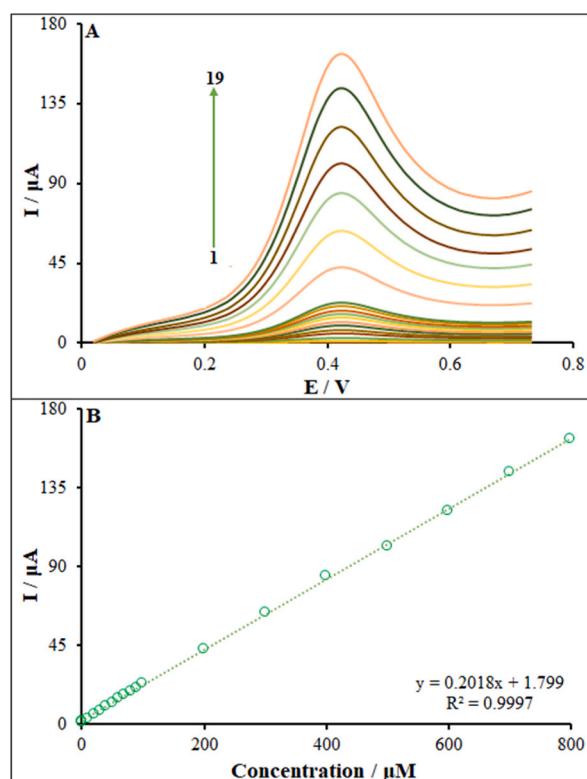 A
180
135
90
45
0
19
1
I / µA
0
0.2
0.4
0.6
0.8
E / V
B
180
135
90
45
0
I / µA
y = 0.2018x + 1.799
R² = 0.9997
0
200
400
600
800
Concentration / µM